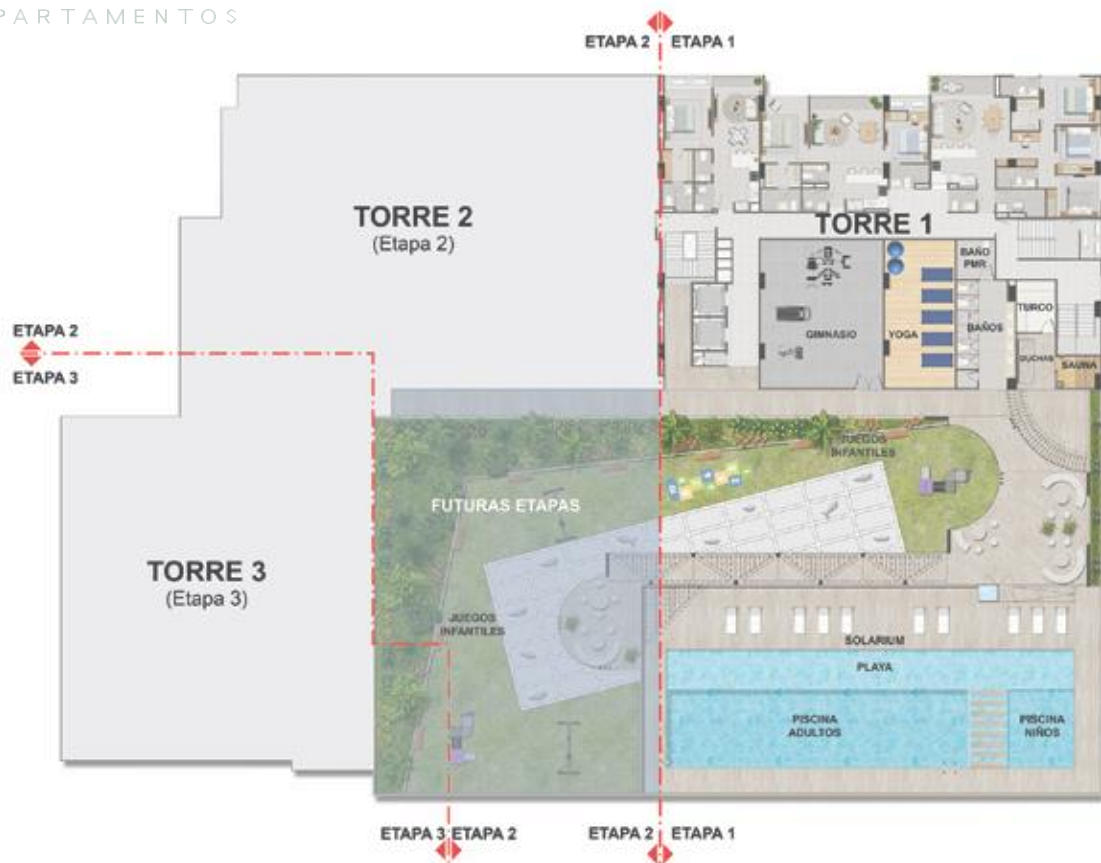 PARTAMENTOS
ETAPA 2
ETAPA 1
TORRE 2
(Etapa 2)
TORRE 1
BAÑO
PMR
GIMNASIO
YOGA
BAÑOS
TURCO
DUCHAS
SAUNA
ETAPA 2
ETAPA 3
JUEGOS
INFANTILES
FUTURAS ETAPAS
TORRE 3
(Etapa 3)
JUEGOS
INFANTILES
SOLARIUM
PLAYA
PISCINA
ADULTOS
PISCINA
NIÑOS
ETAPA 3
ETAPA 2
ETAPA 2
ETAPA 1